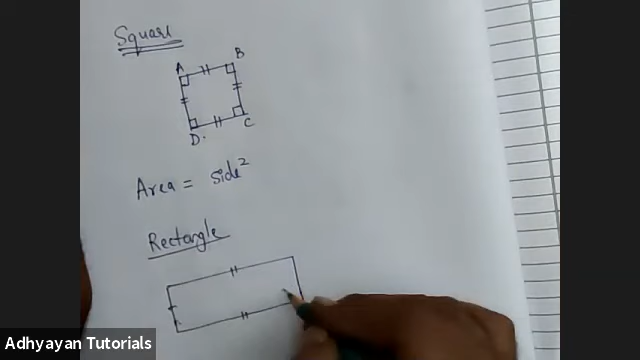 Square
A B
D. C
Area = side²
Rectangle
Adhyayan Tutorials